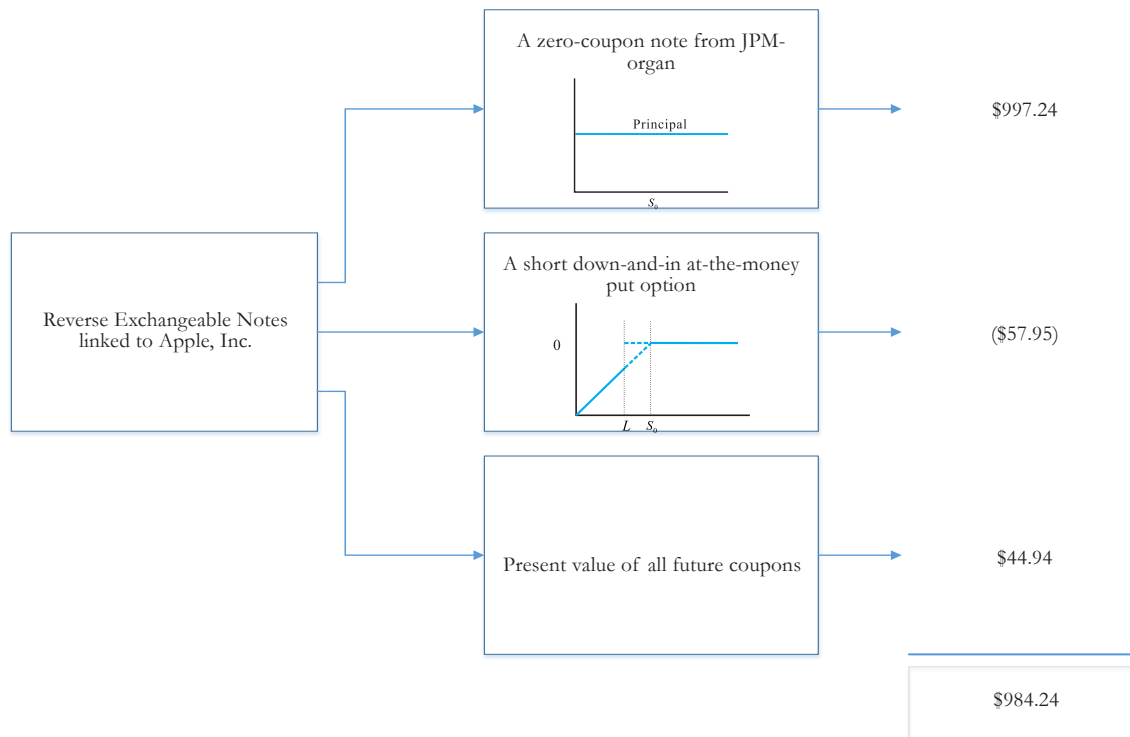 A zero-coupon note from JPM-
organ
Principal
S₀
$997.24
Reverse Exchangeable Notes
linked to Apple, Inc.
A short down-and-in at-the-money
put option
0
L S₀
($57.95)
Present value of all future coupons
$44.94
$984.24